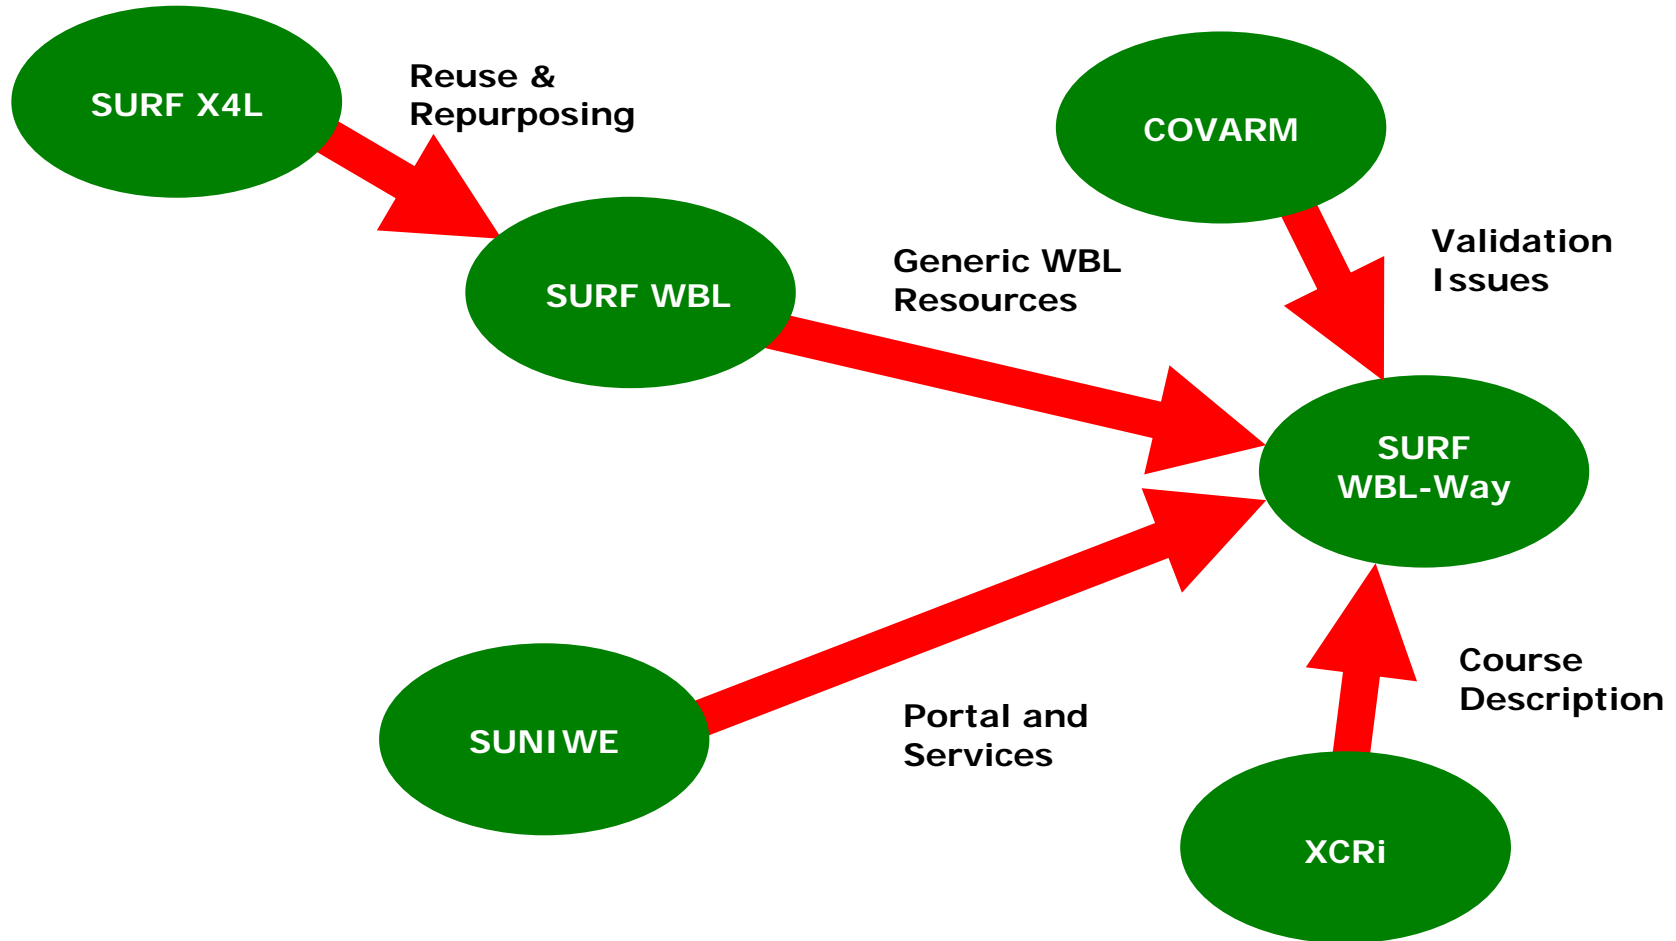 SURF X4L
Reuse &
Repurposing
COVARM
Validation
Issues
Generic WBL
Resources
SURF WBL
SURF
WBL-Way
Course
Description
Portal and
Services
SUNIWE
XCRi